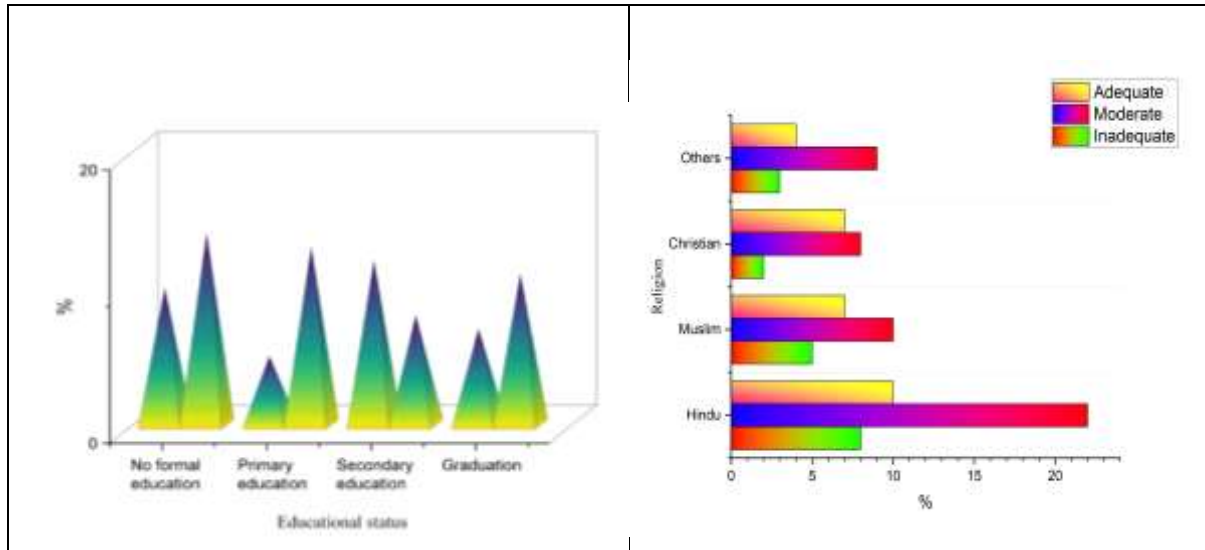 20
%
0
No formal
education
Primary
education
Secondary
education
Graduation
Educational status
Adequate
Moderate
Inadequate
Others
Christian
Muslim
Hindu
Religion
0
5
10
15
20
%